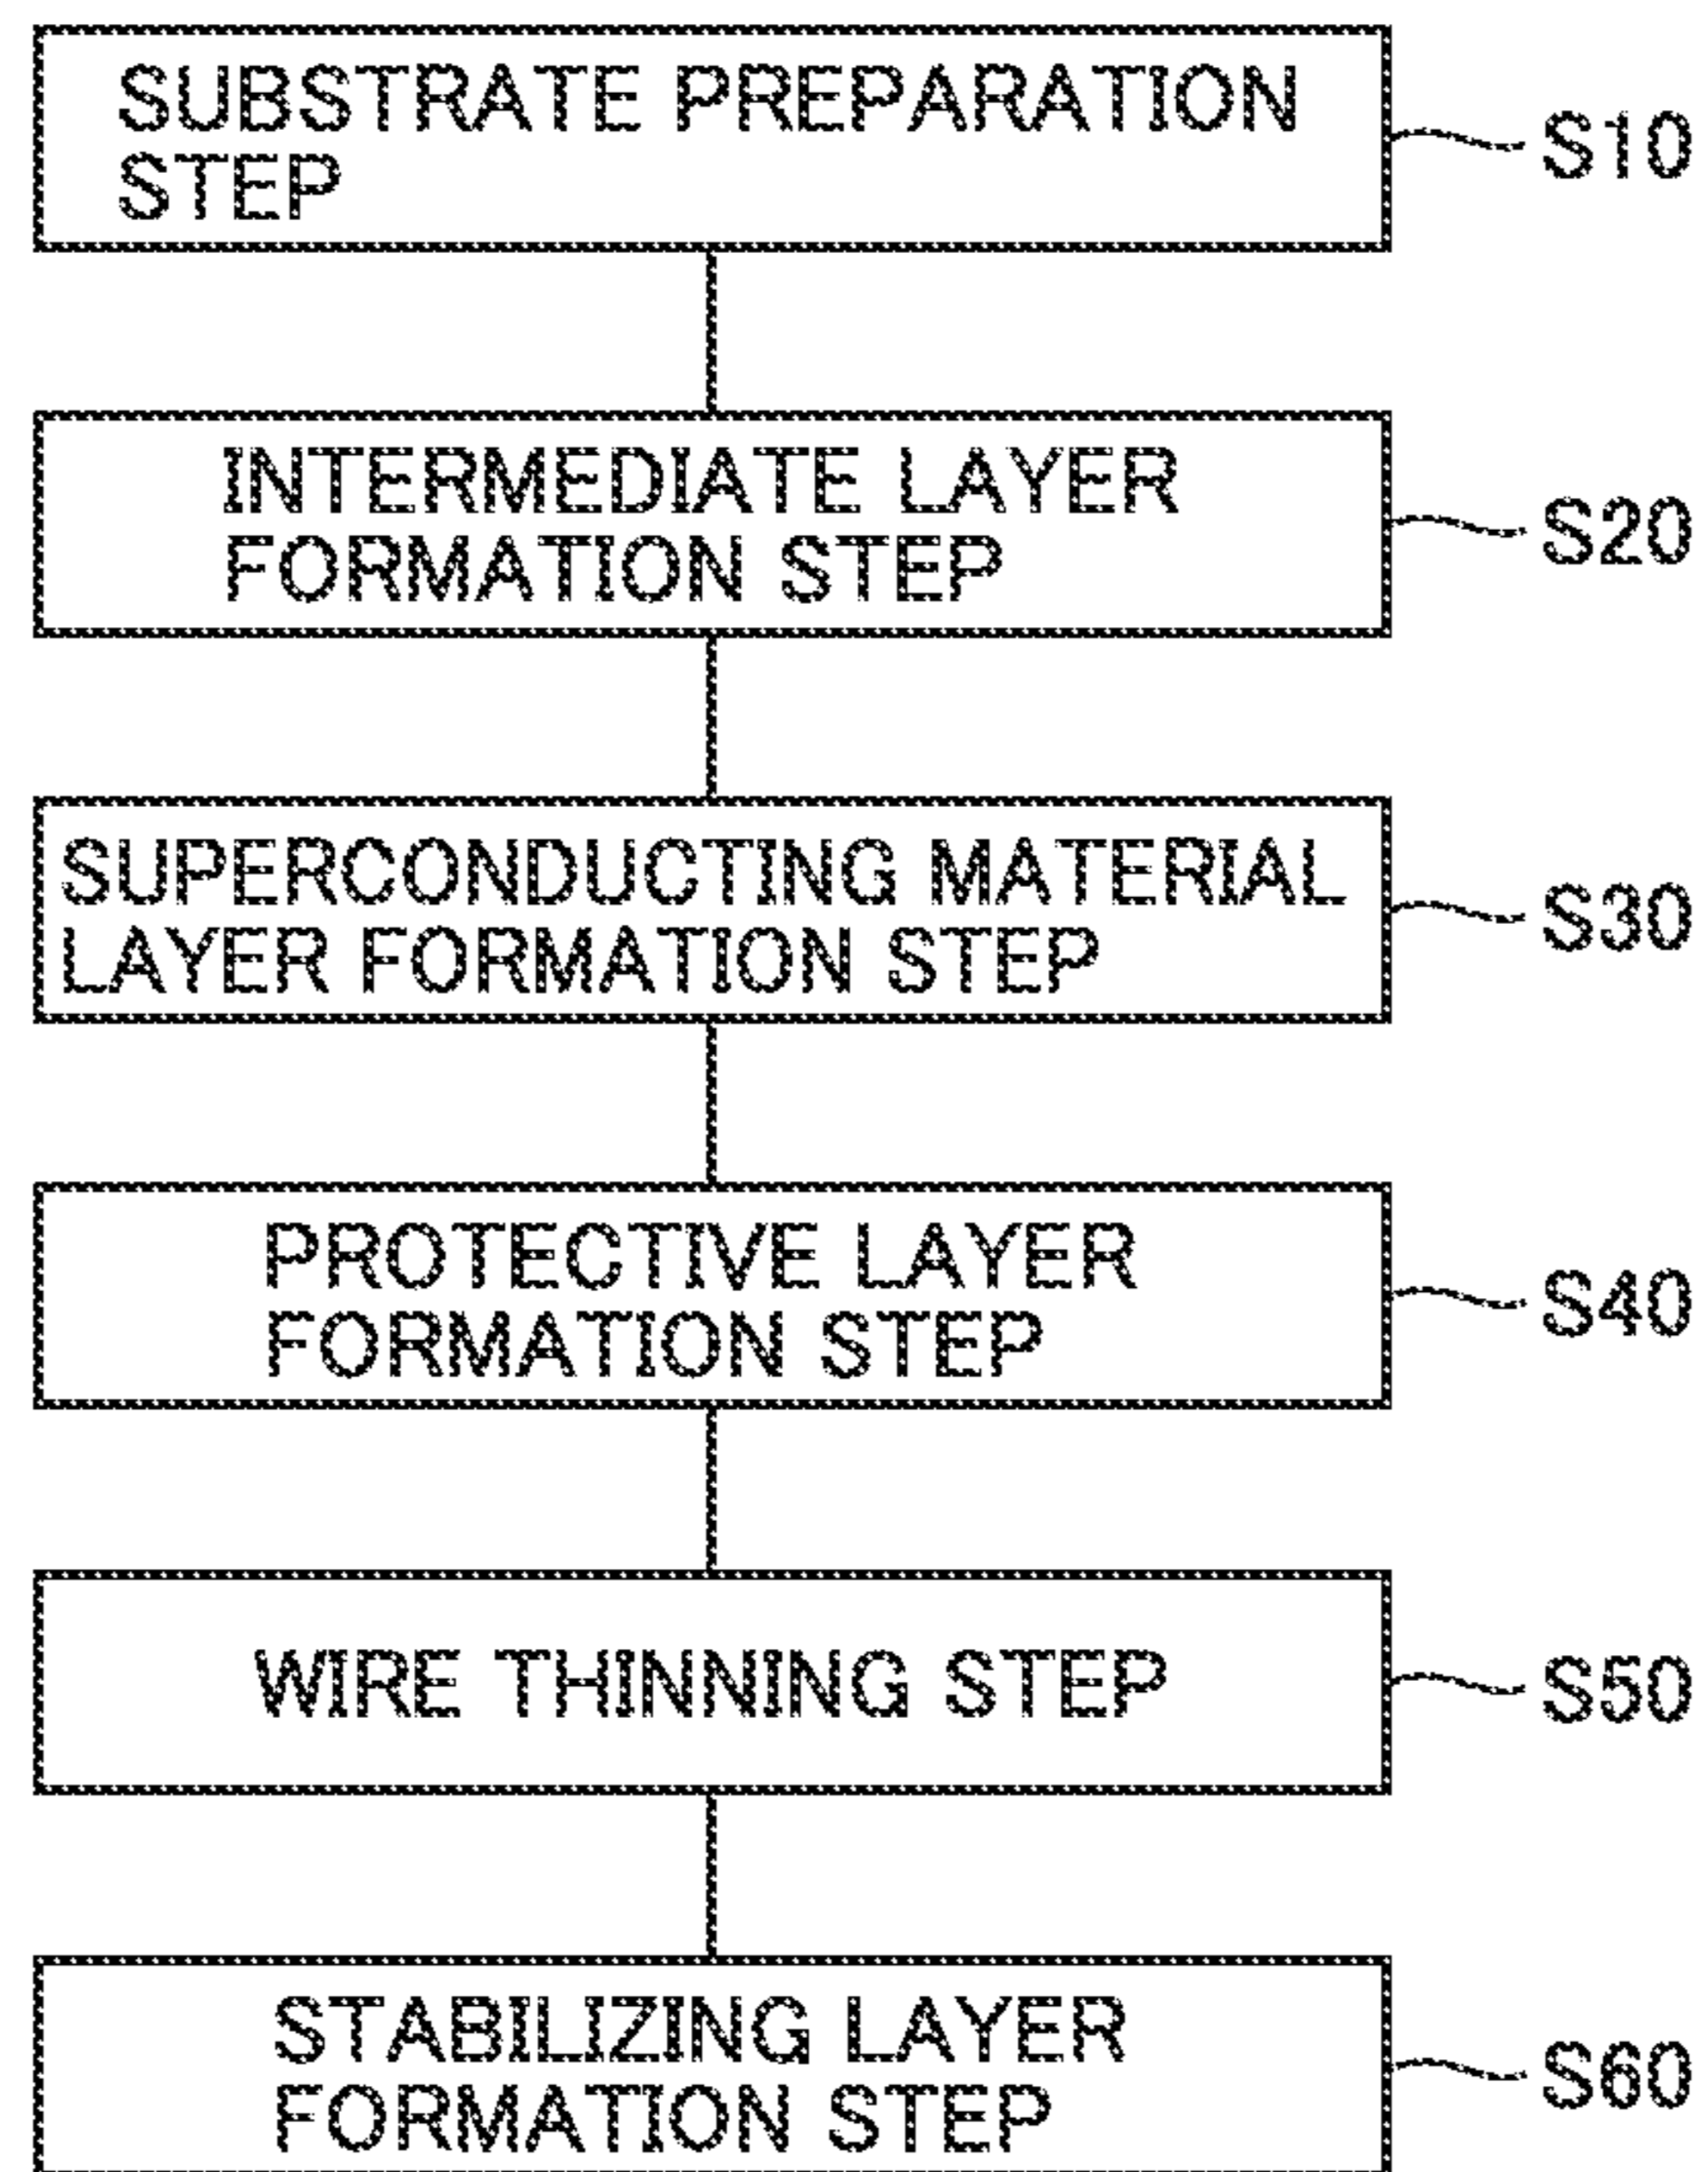 SUBSTRATE PREPARATION
STEP
S10
INTERMEDIATE LAYER
FORMATION STEP
S20
SUPERCONDUCTING MATERIAL
LAYER FORMATION STEP
S30
PROTECTIVE LAYER
FORMATION STEP
S40
WIRE THINNING STEP
S50
STABILIZING LAYER
FORMATION STEP
S60